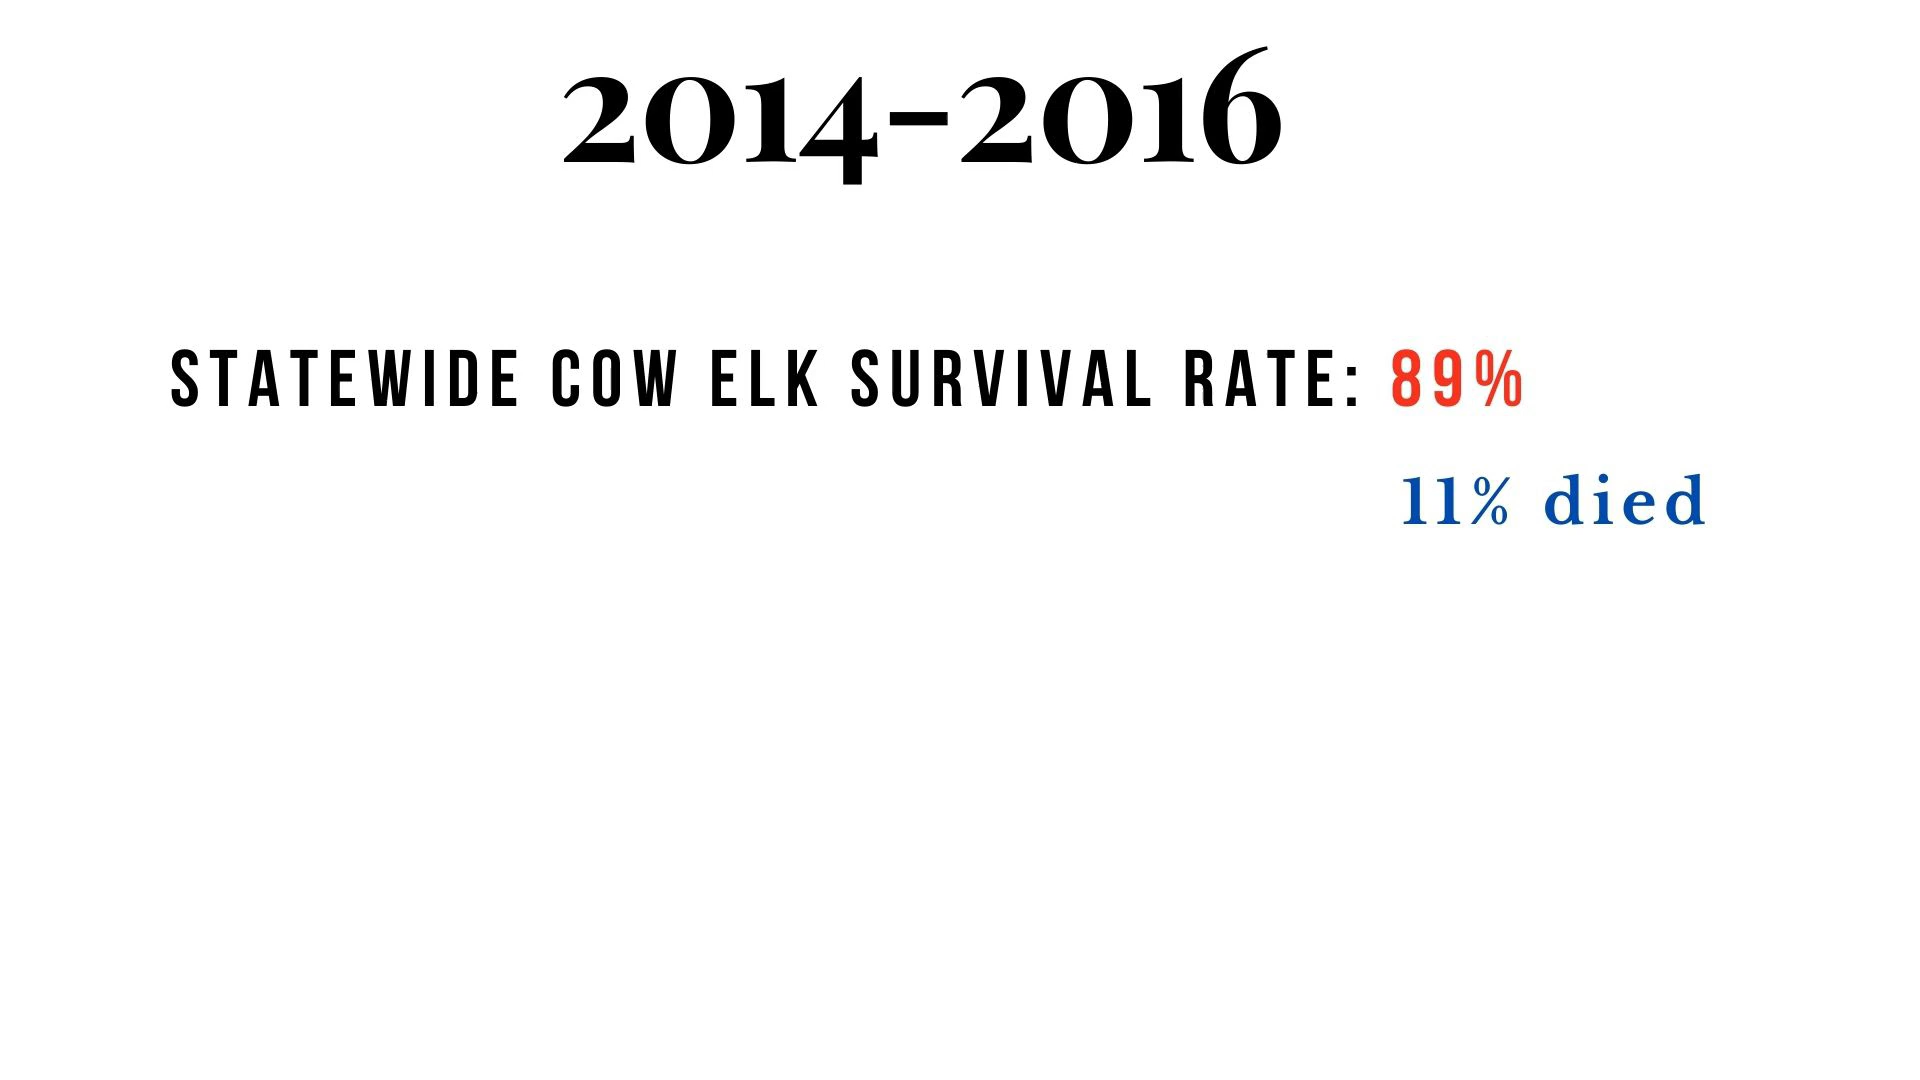 2014-2016
STATEWIDE COW ELK SURVIVAL RATE: 89%
11% died